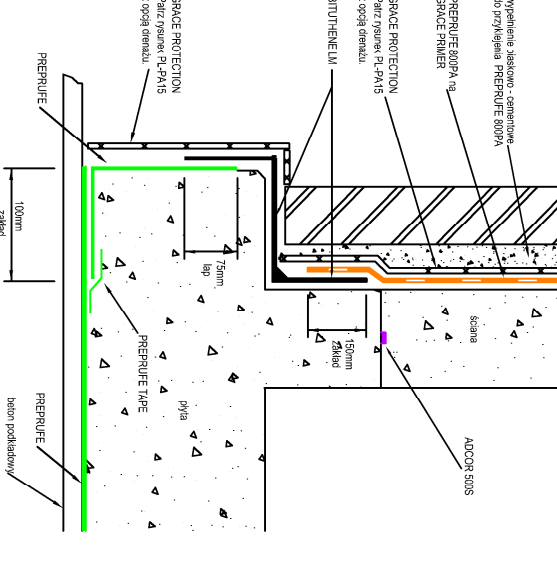 Wypełnienie piaskowo - cementowe
do przyklejenia PREPRUFE 800PA
PREPRUFE 800PA na
GRACE PRIMER
GRACE PROTECTION
Patrz rysunek PL-PA15
opcja drenażu.
BITUTHENE LM
GRACE PROTECTION
Patrz rysunek PL-PA15
opcja drenażu.
PREPRUFE
100mm
zakład
75mm
lap
150mm
zakład
ściana
ADCOR 500S
PREPRUFE TAPE
płyta
PREPRUFE
beton podkładowy